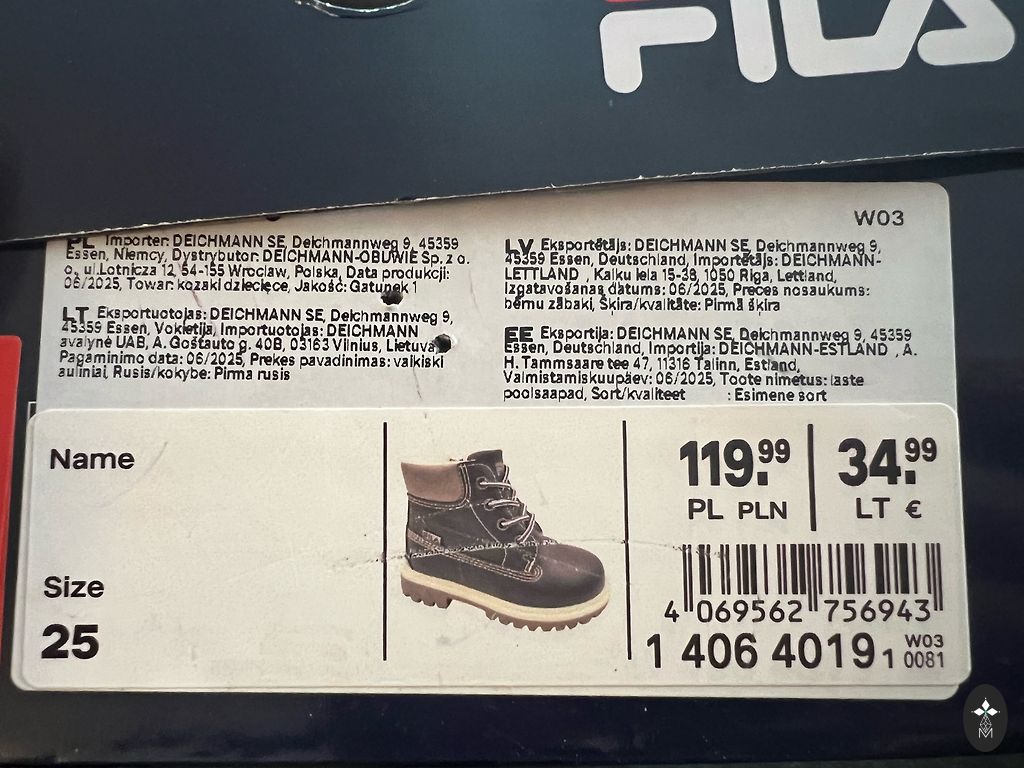 FILA
W03
PL Importer: DEICHMANN SE, Deichmannweg 9, 45359
Essen, Niemcy, Dystrybutor: DEICHMANN-OBUWIE Sp. z o.
o., ul.Lotnicza 12, 54-155 Wroclaw, Polska, Data produkcji:
06/2025, Towar: kozaki dziecięce, Jakość: Gatunek 1
LT Eksportuotojas: DEICHMANN SE, Deichmannweg 9,
45359 Essen, Vokietija, Importuotojas: DEICHMANN
avalynė UAB, A. Goštauto g. 40B, 03163 Vilnius, Lietuva,
Pagaminimo data: 06/2025, Prekės pavadinimas: vaikiski
auliniai, Rusis/kokybe: Pirma rusis
LV Eksportētājs: DEICHMANN SE, Deichmannweg 9,
45359 Essen, Deutschland, Importētājs: DEICHMANN-
LETTLAND , Kalku iela 15-3B, 1050 Riga, Lettland,
Izgatavošanas datums: 06/2025, Preces nosaukums:
bērnu zābaki, Šķira/kvalitāte: Pirmā šķira
EE Eksportija: DEICHMANN SE, Deichmannweg 9, 45359
Essen, Deutschland, Importija: DEICHMANN-ESTLAND , A.
H. Tammsaare tee 47, 11316 Talinn, Estland,
Valmistamiskuupäev: 06/2025, Toote nimetus: laste
poolsaapad, Sort/kvaliteet : Esimene sort
Name
Size
25
119.99
PL PLN
34.99
LT €
4 069562 756943
1 406 4019 1
W03
0081
M